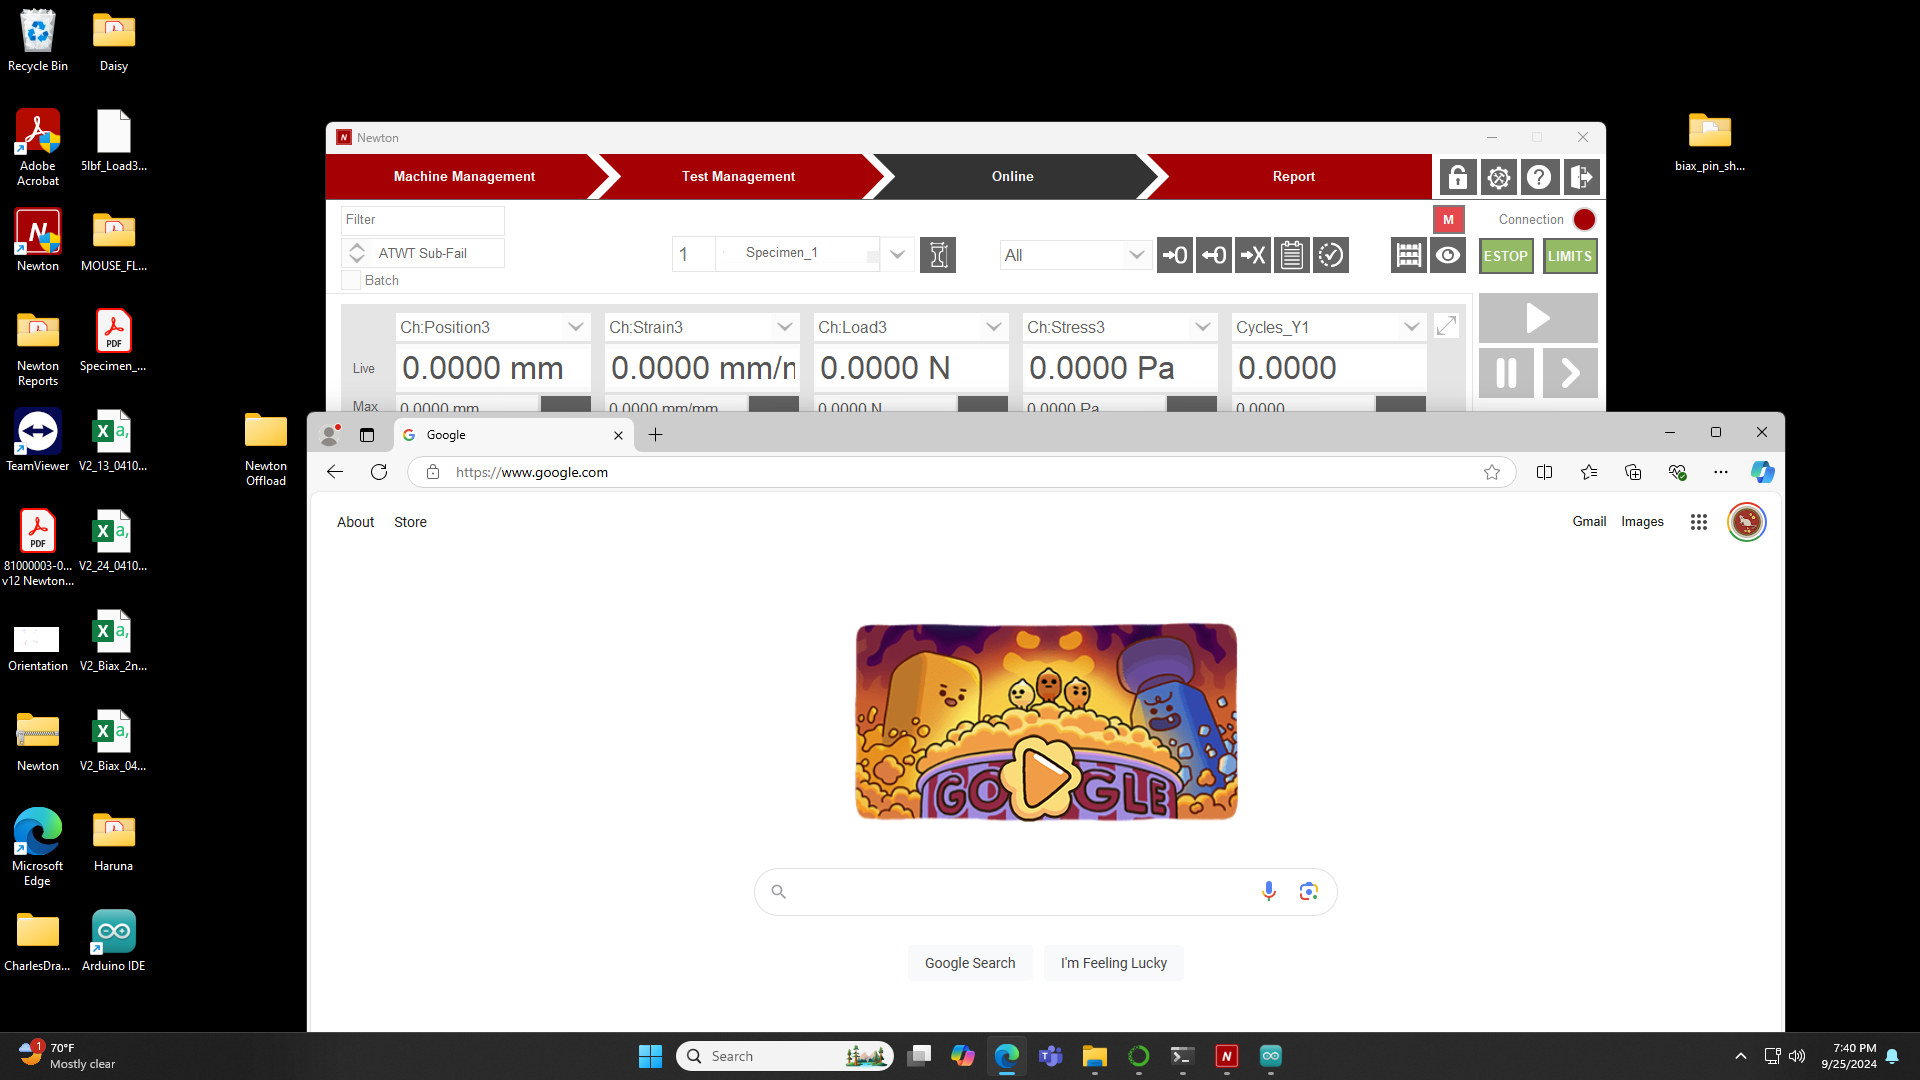 Recycle Bin
Daisy
Adobe
Acrobat
5lbf_Load3...
Newton
MOUSE_FL...
Newton
Reports
Specimen_...
TeamViewer
V2_13_0410...
81000003-0...
v12 Newton...
V2_24_0410...
Orientation
V2_Biax_2n...
Newton
V2_Biax_04...
Microsoft
Edge
Haruna
CharlesDra...
Arduino IDE
Newton
Offload
biax_pin_sh...
Newton
Machine Management
Test Management
Online
Report
Filter
M
Connection
ATWT Sub-Fail
1
Specimen_1
All
→0
←0
→X
ESTOP
LIMITS
Batch
Ch:Position3
Ch:Strain3
Ch:Load3
Ch:Stress3
Cycles_Y1
Live
0.0000 mm
0.0000 mm/r
0.0000 N
0.0000 Pa
0.0000
Max
0.0000 mm
0.0000 mm/mm
0.0000 N
0.0000 Pa
0.0000
Google
https://www.google.com
About
Store
Gmail
Images
GOOGLE
Google Search
I'm Feeling Lucky
1
70°F
Mostly clear
Search
7:40 PM
9/25/2024